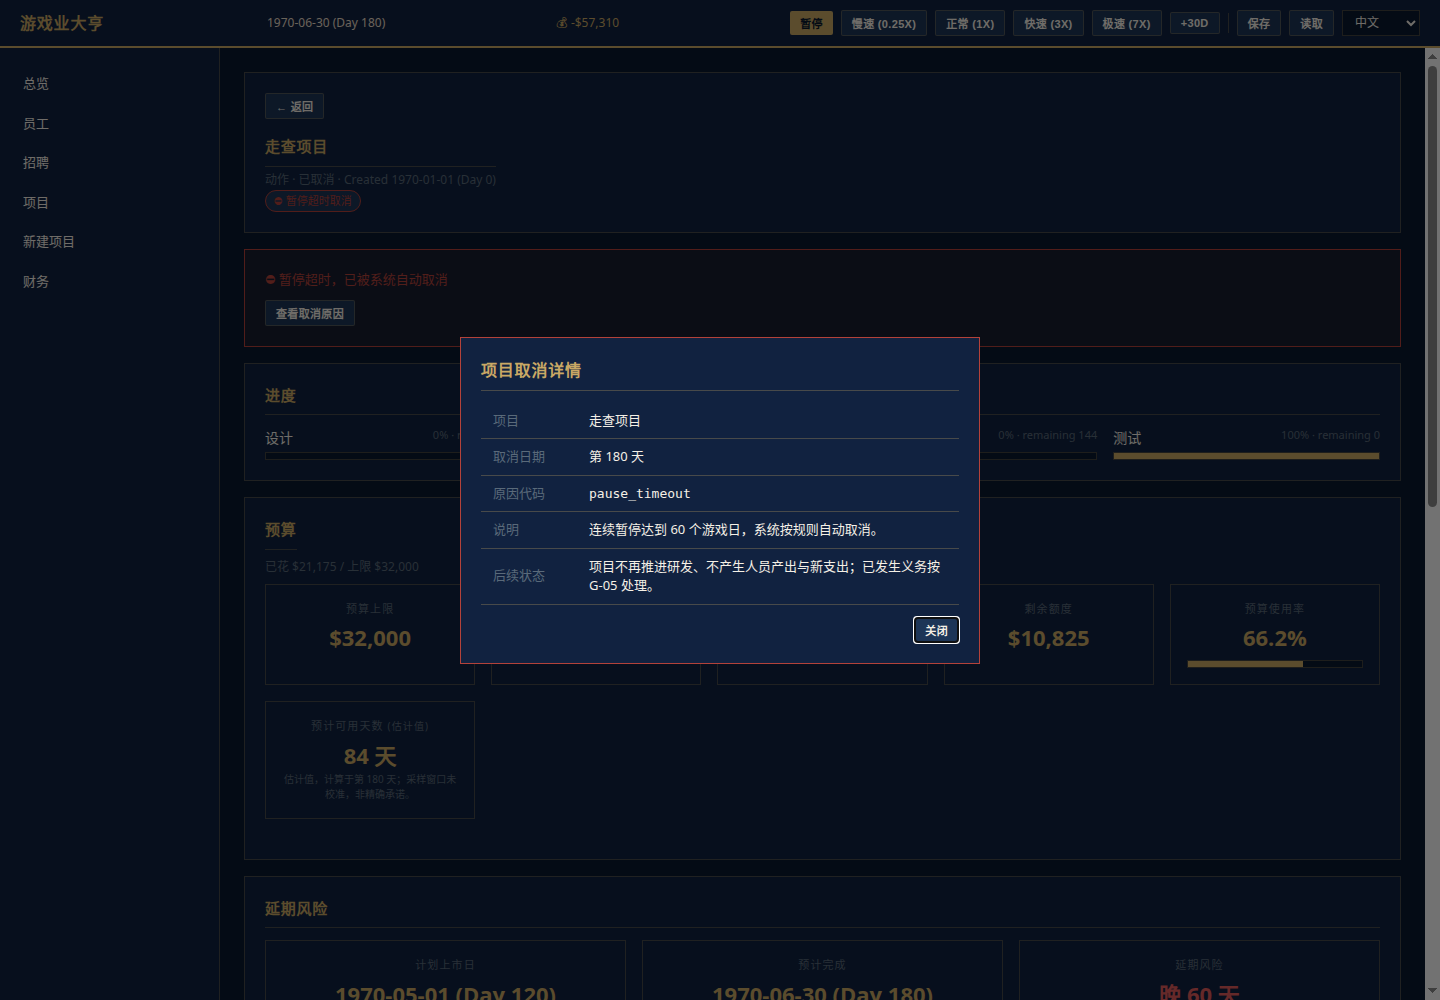 游戏业大亨
1970-06-30 (Day 180)
💰 -$57,310
暂停
慢速 (0.25X)
正常 (1X)
快速 (3X)
极速 (7X)
+30D
保存
读取
中文
总览
员工
招聘
项目
新建项目
财务
← 返回
走查项目
动作 · 已取消 · Created 1970-01-01 (Day 0)
⛔ 暂停超时取消
⛔ 暂停超时，已被系统自动取消
查看取消原因
项目取消详情
项目 走查项目
取消日期 第 180 天
原因代码 pause_timeout
说明 连续暂停达到 60 个游戏日，系统按规则自动取消。
后续状态 项目不再推进研发、不产生人员产出与新支出；已发生义务按
G-05 处理。
关闭
进度
设计
0% ·
0% · remaining 144
测试
100% · remaining 0
预算
已花 $21,175 / 上限 $32,000
预算上限
$32,000
剩余额度
$10,825
预算使用率
66.2%
预计可用天数 (估计值)
84 天
估计值，计算于第 180 天；采样窗口未
校准，非精确承诺。
延期风险
计划上市日
1970-05-01 (Day 120)
预计完成
1970-06-30 (Day 180)
延期风险
晚 60 天